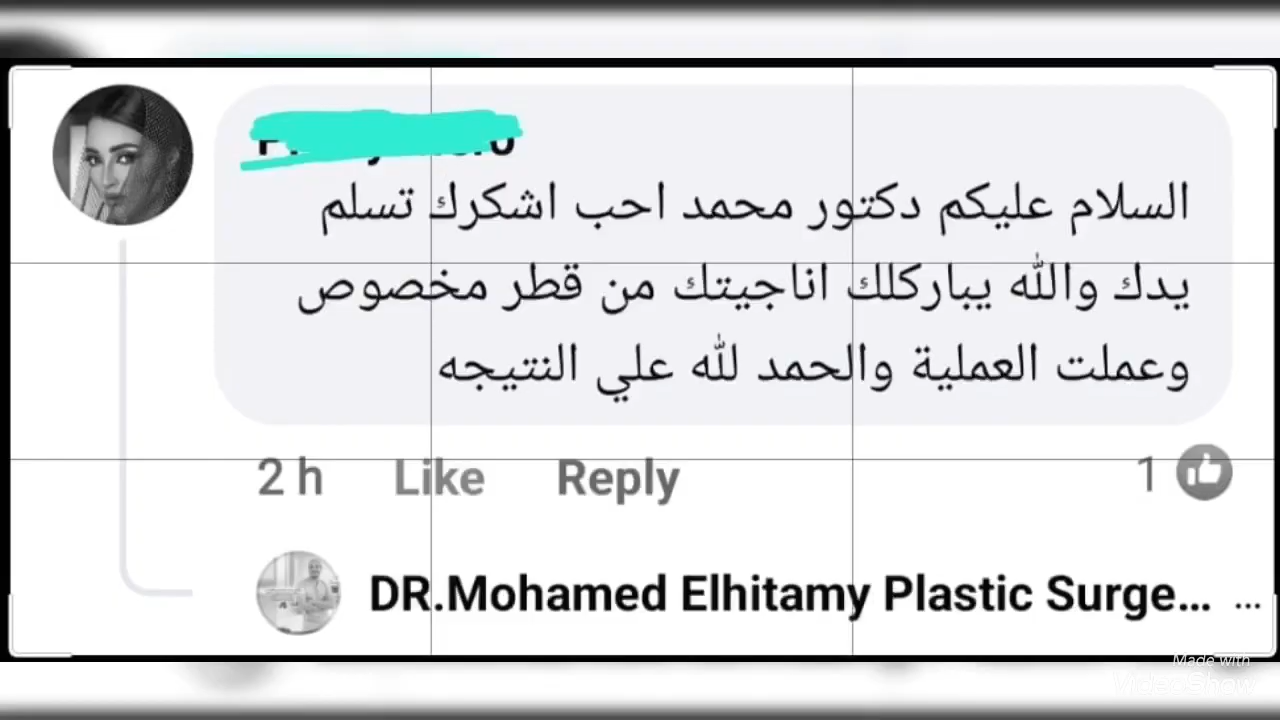 السلام عليكم دكتور محمد احب اشكرك تسلم
يدك والله يباركلك اناجيتك من قطر مخصوص
وعملت العملية والحمد لله علي النتيجه
2 h Like Reply 1
DR.Mohamed Elhitamy Plastic Surge... ...
Made with
VideoShow